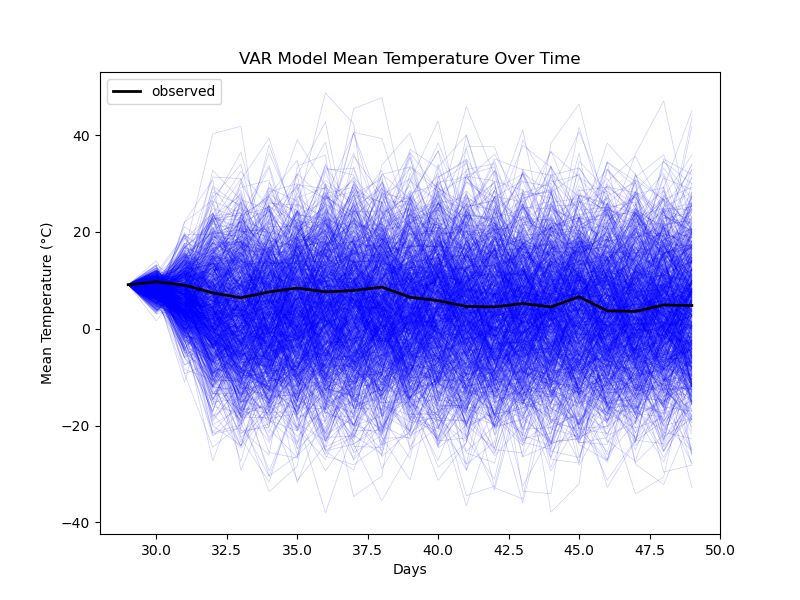 VAR Model Mean Temperature Over Time
observed
Mean Temperature (°C)
40
20
0
−20
−40
30.0 32.5 35.0 37.5 40.0 42.5 45.0 47.5 50.0
Days